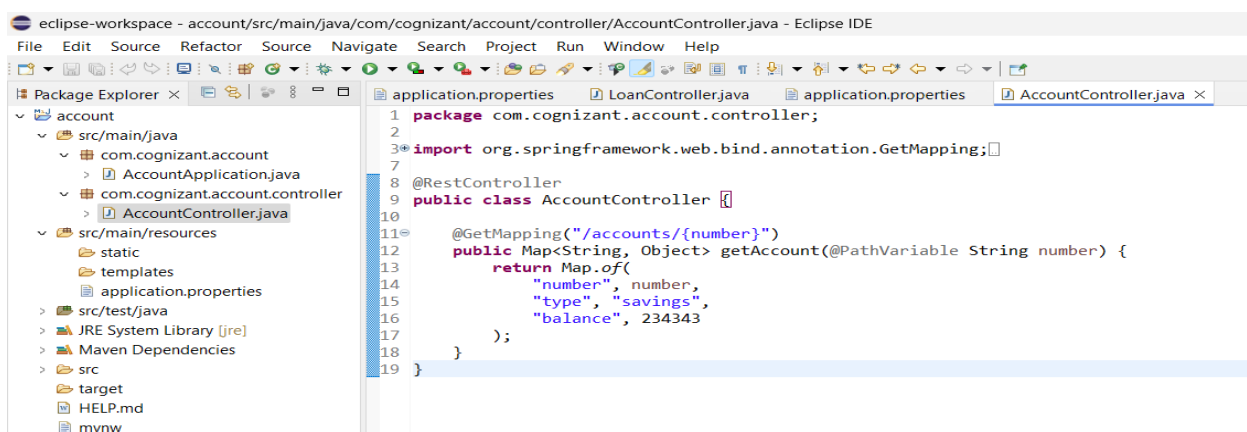 eclipse-workspace - account/src/main/java/com/cognizant/account/controller/AccountController.java - Eclipse IDE
File Edit Source Refactor Source Navigate Search Project Run Window Help
Package Explorer
account
src/main/java
com.cognizant.account
AccountApplication.java
com.cognizant.account.controller
AccountController.java
src/main/resources
static
templates
application.properties
src/test/java
JRE System Library [jre]
Maven Dependencies
src
target
HELP.md
mvnw
application.properties LoanController.java application.properties AccountController.java
1 package com.cognizant.account.controller;
2
3 import org.springframework.web.bind.annotation.GetMapping;
7
8 @RestController
9 public class AccountController {
10
11 @GetMapping("/accounts/{number}")
12 public Map<String, Object> getAccount(@PathVariable String number) {
13 return Map.of(
14 "number", number,
15 "type", "savings",
16 "balance", 234343
17 );
18 }
19 }